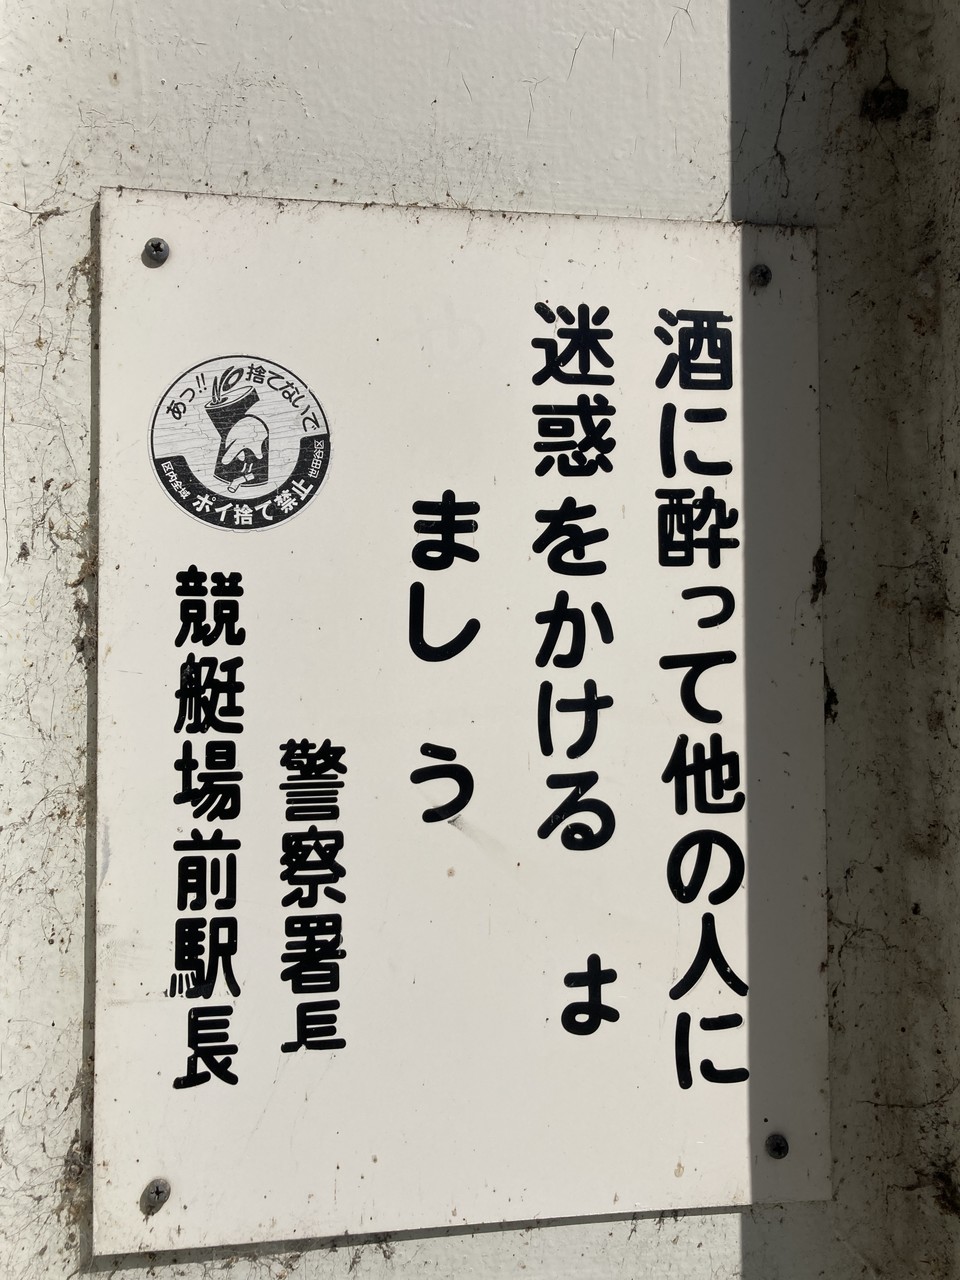 酒に酔って他の人に
迷惑をかける は
まし う
警察署長
競艇場前駅長
あっ!! 捨てないで
区内全域 ポイ捨て禁止 世田谷区